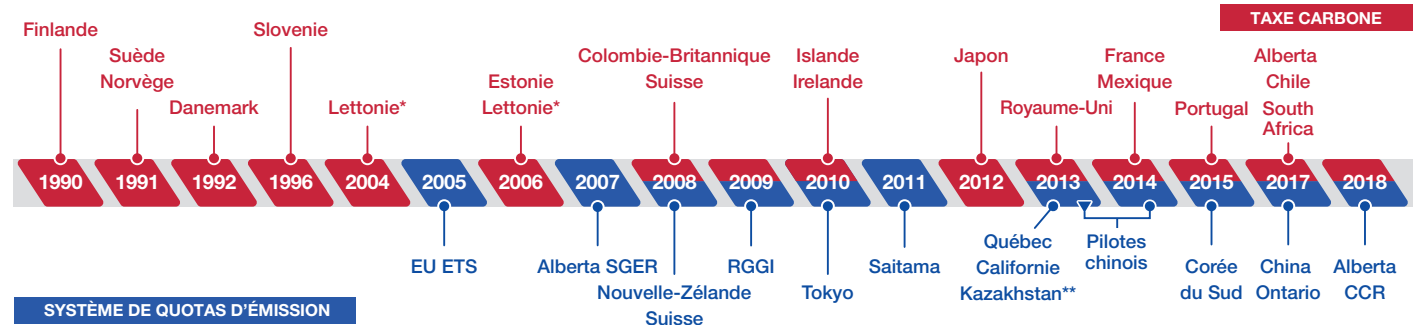 TAXE CARBONE
Finlande
Suède
Norvège
Danemark
Slovenie
Lettonie*
Estonie
Lettonie*
Colombie-Britannique
Suisse
Islande
Irelande
Japon
Royaume-Uni
France
Mexique
Portugal
Alberta
Chile
South
Africa
1990 1991 1992 1996 2004 2005 2006 2007 2008 2009 2010 2011 2012 2013 2014 2015 2017 2018
EU ETS
Alberta SGER
Nouvelle-Zélande
Suisse
RGGI
Tokyo
Saitama
Québec
Californie
Kazakhstan**
Pilotes
chinois
Corée
du Sud
China
Ontario
Alberta
CCR
SYSTÈME DE QUOTAS D'ÉMISSION